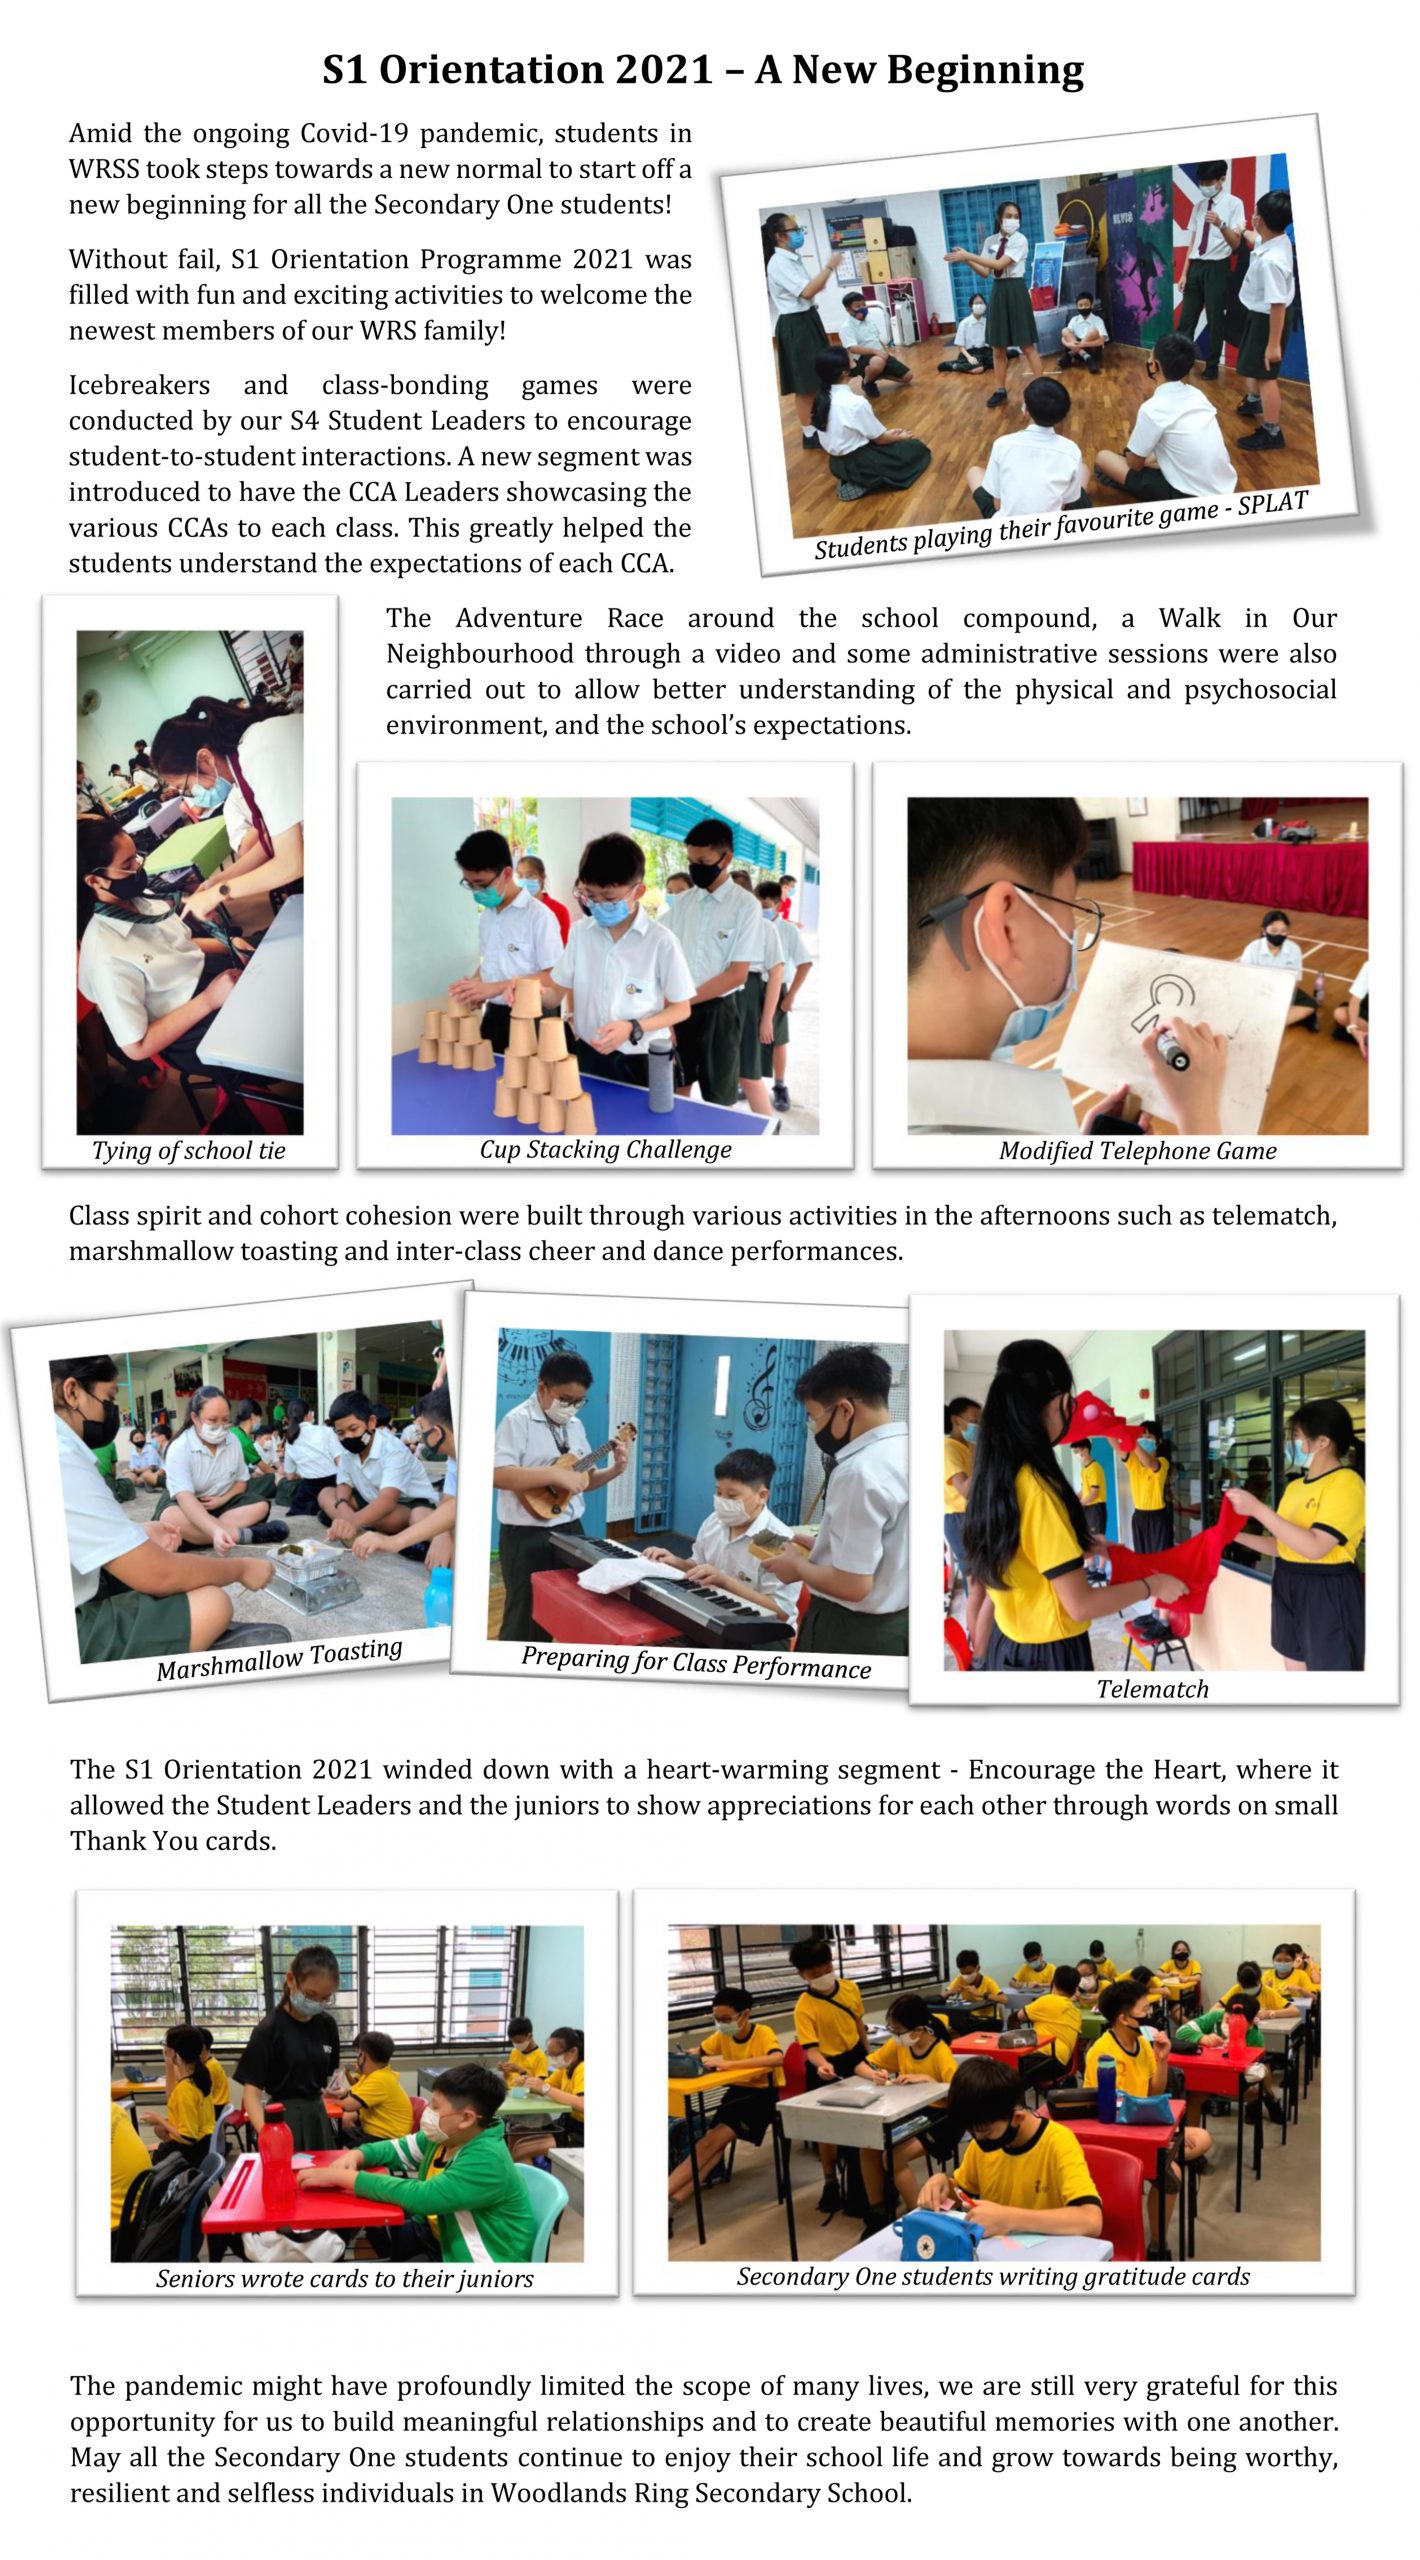 S1 Orientation 2021 – A New Beginning
Amid the ongoing Covid-19 pandemic, students in
WRSS took steps towards a new normal to start off a
new beginning for all the Secondary One students!
Without fail, S1 Orientation Programme 2021 was
filled with fun and exciting activities to welcome the
newest members of our WRS family!
Icebreakers and class-bonding games were
conducted by our S4 Student Leaders to encourage
student-to-student interactions. A new segment was
introduced to have the CCA Leaders showcasing the
various CCAs to each class. This greatly helped the
students understand the expectations of each CCA.
ELVIS
Students playing their favourite game - SPLAT
The Adventure Race around the school compound, a Walk in Our
Neighbourhood through a video and some administrative sessions were also
carried out to allow better understanding of the physical and psychosocial
environment, and the school's expectations.
Tying of school tie
Cup Stacking Challenge
Modified Telephone Game
Class spirit and cohort cohesion were built through various activities in the afternoons such as telematch,
marshmallow toasting and inter-class cheer and dance performances.
Marshmallow Toasting
Preparing for Class Performance
Telematch
The S1 Orientation 2021 winded down with a heart-warming segment - Encourage the Heart, where it
allowed the Student Leaders and the juniors to show appreciations for each other through words on small
Thank You cards.
Seniors wrote cards to their juniors
Secondary One students writing gratitude cards
The pandemic might have profoundly limited the scope of many lives, we are still very grateful for this
opportunity for us to build meaningful relationships and to create beautiful memories with one another.
May all the Secondary One students continue to enjoy their school life and grow towards being worthy,
resilient and selfless individuals in Woodlands Ring Secondary School.